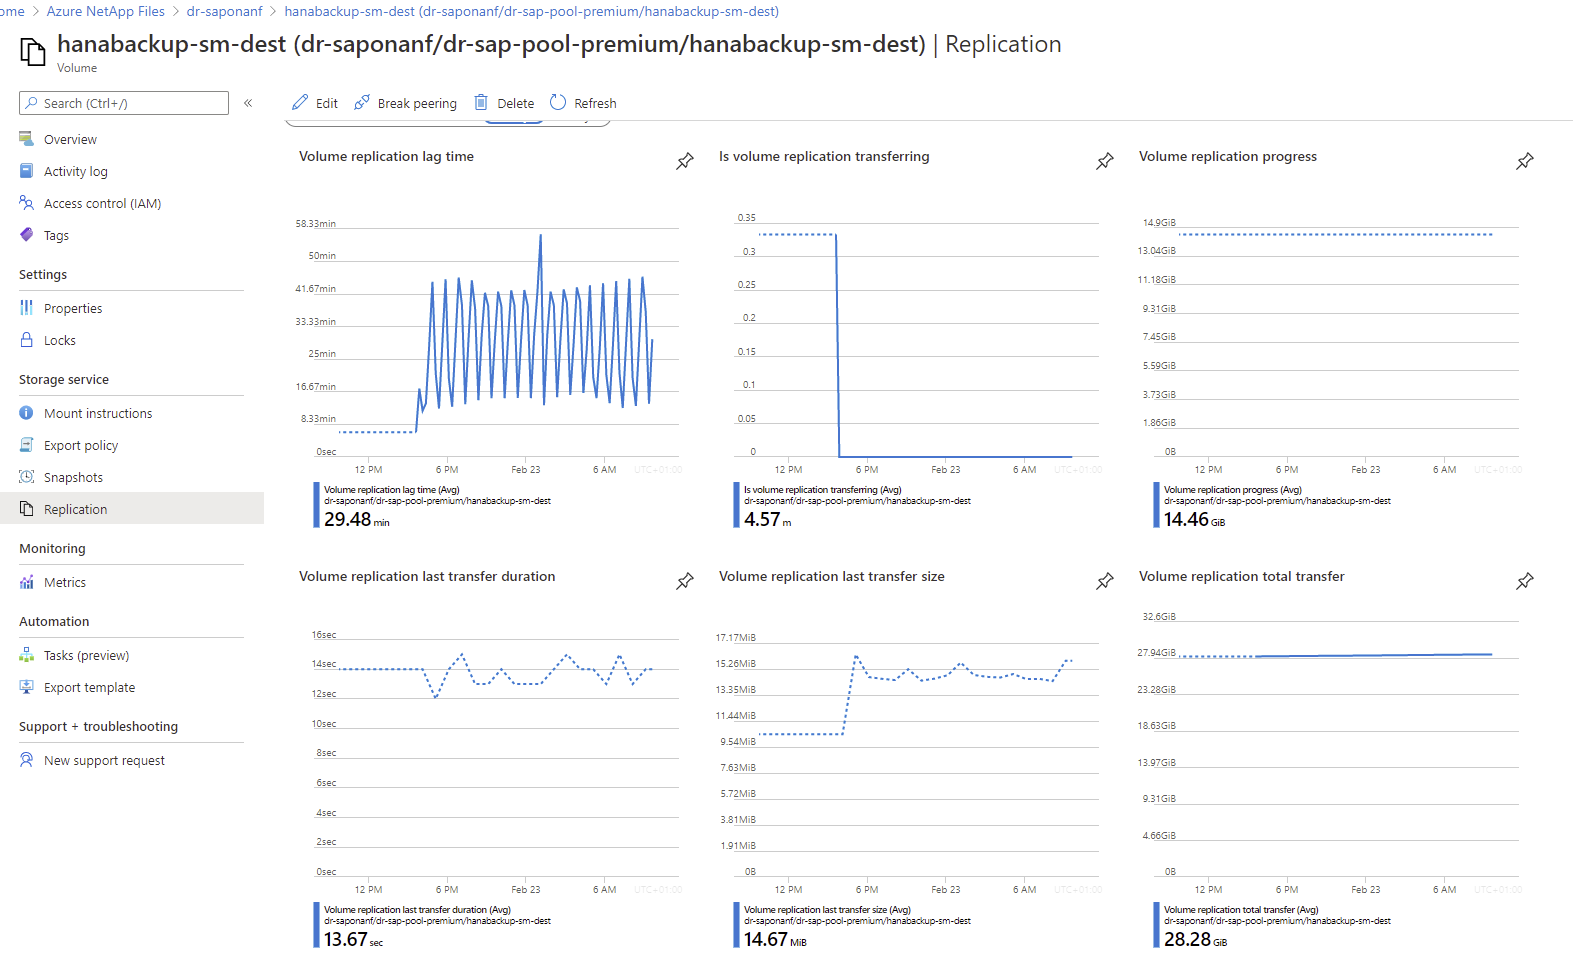 ome > Azure NetApp Files > dr-saponanf > hanabackup-sm-dest (dr-saponanf/dr-sap-pool-premium/hanabackup-sm-dest)
hanabackup-sm-dest (dr-saponanf/dr-sap-pool-premium/hanabackup-sm-dest) | Replication
Volume
Search (Ctrl+/)
«
Edit
Break peering
Delete
Refresh
Overview
Activity log
Access control (IAM)
Tags
Settings
Properties
Locks
Storage service
Mount instructions
Export policy
Snapshots
Replication
Monitoring
Metrics
Automation
Tasks (preview)
Export template
Support + troubleshooting
New support request
Volume replication lag time
58.33min
50min
41.67min
33.33min
25min
16.67min
8.33min
0sec
12 PM 6 PM Feb 23 6 AM UTC+01:00
Volume replication lag time (Avg)
dr-saponanf/dr-sap-pool-premium/hanabackup-sm-dest
29.48 min
Is volume replication transferring
0.35
0.3
0.25
0.2
0.15
0.1
0.05
0
12 PM 6 PM Feb 23 6 AM UTC+01:00
Is volume replication transferring (Avg)
dr-saponanf/dr-sap-pool-premium/hanabackup-sm-dest
4.57 m
Volume replication progress
14.9GiB
13.04GiB
11.18GiB
9.31GiB
7.45GiB
5.59GiB
3.73GiB
1.86GiB
0B
12 PM 6 PM Feb 23 6 AM UTC+01:00
Volume replication progress (Avg)
dr-saponanf/dr-sap-pool-premium/hanabackup-sm-dest
14.46 GiB
Volume replication last transfer duration
16sec
14sec
12sec
10sec
8sec
6sec
4sec
2sec
0sec
12 PM 6 PM Feb 23 6 AM UTC+01:00
Volume replication last transfer duration (Avg)
dr-saponanf/dr-sap-pool-premium/hanabackup-sm-dest
13.67 sec
Volume replication last transfer size
17.17MiB
15.26MiB
13.35MiB
11.44MiB
9.54MiB
7.63MiB
5.72MiB
3.81MiB
1.91MiB
0B
12 PM 6 PM Feb 23 6 AM UTC+01:00
Volume replication last transfer size (Avg)
dr-saponanf/dr-sap-pool-premium/hanabackup-sm-dest
14.67 MiB
Volume replication total transfer
32.6GiB
27.94GiB
23.28GiB
18.63GiB
13.97GiB
9.31GiB
4.66GiB
0B
12 PM 6 PM Feb 23 6 AM UTC+01:00
Volume replication total transfer (Avg)
dr-saponanf/dr-sap-pool-premium/hanabackup-sm-dest
28.28 GiB